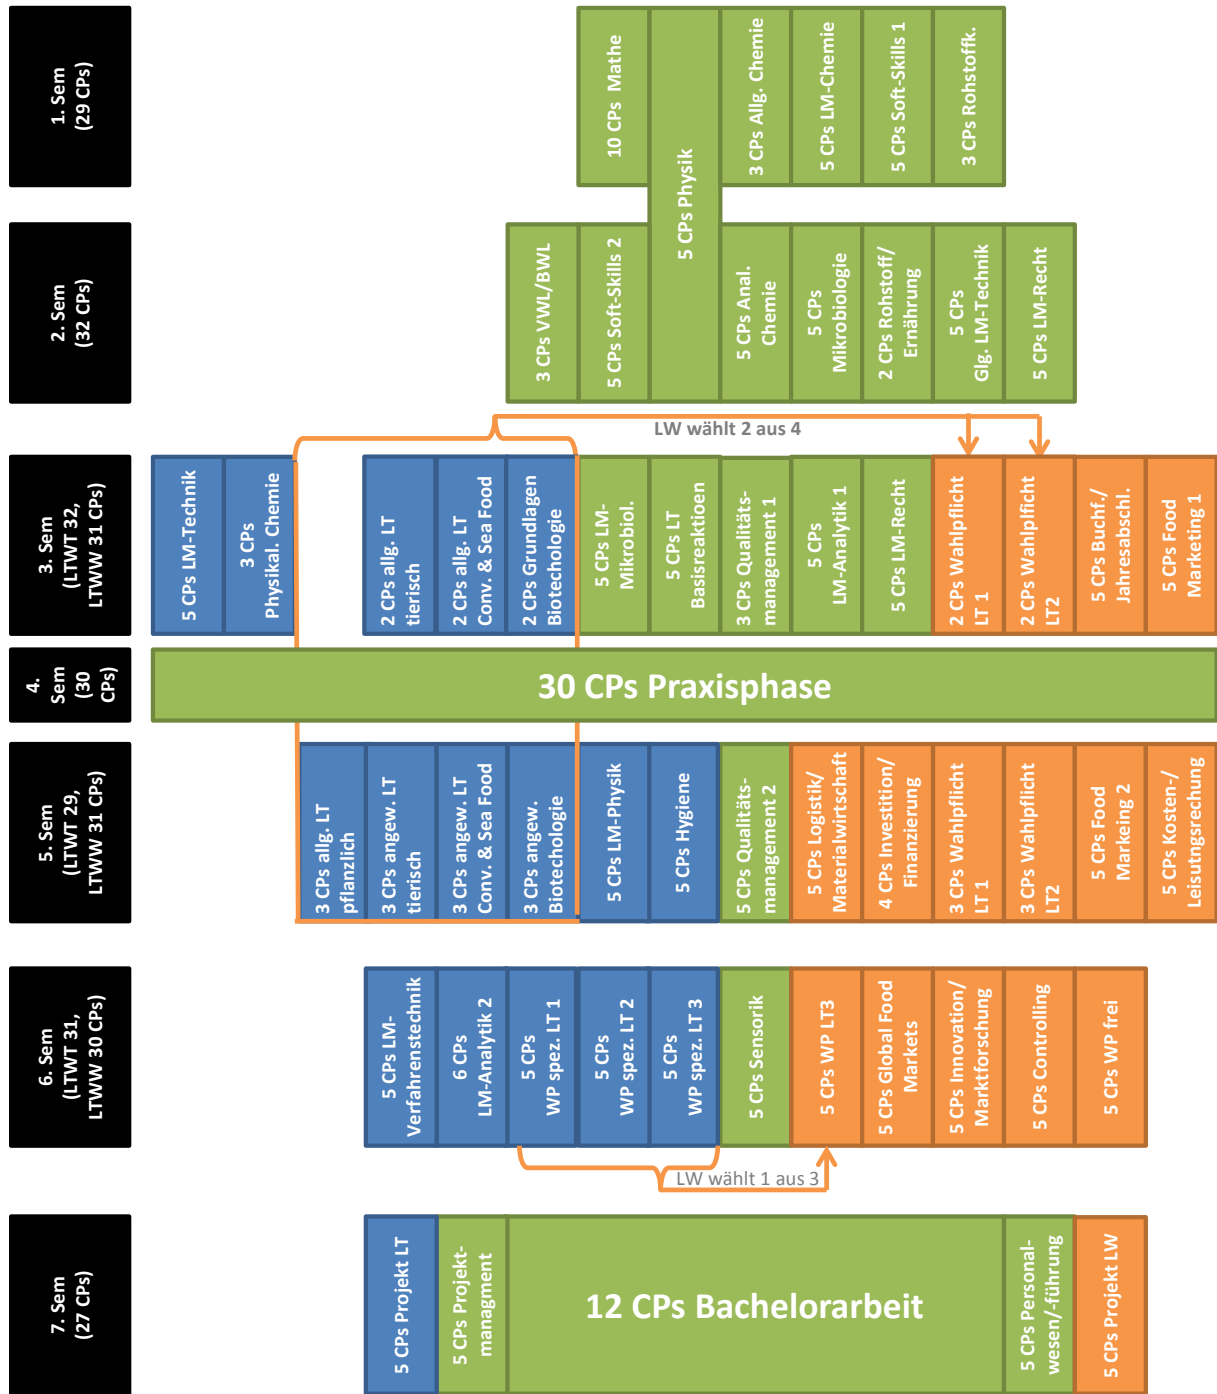 1. Sem
(29 CPs)
10 CPs Mathe
5 CPs Physik
3 CPs Allg. Chemie
5 CPs LM-Chemie
5 CPs Soft-Skills 1
3 CPs Rohstoffk.
2. Sem
(32 CPs)
3 CPs VWL/BWL
5 CPs Soft-Skills 2
5 CPs Anal.
Chemie
5 CPs
Mikrobiologie
2 CPs Rohstoff/
Ernährung
5 CPs
Glg. LM-Technik
5 CPs LM-Recht
LW wählt 2 aus 4
3. Sem
(LTWT 32,
LTWW 31 CPs)
5 CPs LM-Technik
3 CPs
Physikal. Chemie
2 CPs allg. LT
tierisch
2 CPs allg. LT
Conv. & Sea Food
2 CPs Grundlagen
Biotechologie
5 CPs LM-
Mikrobiol.
5 CPs LT
Basisreaktioen
3 CPs Qualitäts-
management 1
5 CPs
LM-Analytik 1
5 CPs LM-Recht
2 CPs Wahlpflicht
LT 1
2 CPs Wahlplficht
LT2
5 CPs Buchf./
Jahresabschl.
5 CPs Food
Marketing 1
4.
Sem
(30
CPs)
30 CPs Praxisphase
5. Sem
(LTWT 29,
LTWW 31 CPs)
3 CPs allg. LT
pflanzlich
3 CPs angew. LT
tierisch
3 CPs angew. LT
Conv. & Sea Food
3 CPs angew.
Biotechologie
5 CPs LM-Physik
5 CPs Hygiene
5 CPs Qualitäts-
management 2
5 CPs Logistik/
Materialwirtschaft
4 CPs Investition/
Finanzierung
3 CPs Wahlpflicht
LT 1
3 CPs Wahlpflicht
LT2
5 CPs Food
Markeing 2
5 CPs Kosten-/
Leisutngsrechung
6. Sem
(LTWT 31,
LTWW 30 CPs)
5 CPs LM-
Verfahrenstechnik
6 CPs
LM-Analytik 2
5 CPs
WP spez. LT 1
5 CPs
WP spez. LT 2
5 CPs
WP spez. LT 3
5 CPs Sensorik
5 CPs WP LT3
5 CPs Global Food
Markets
5 CPs Innovation/
Marktforschung
5 CPs Controlling
5 CPs WP frei
LW wählt 1 aus 3
7. Sem
(27 CPs)
5 CPs Projekt LT
5 CPs Projekt-
managment
12 CPs Bachelorarbeit
5 CPs Personal-
wesen/-führung
5 CPs Projekt LW